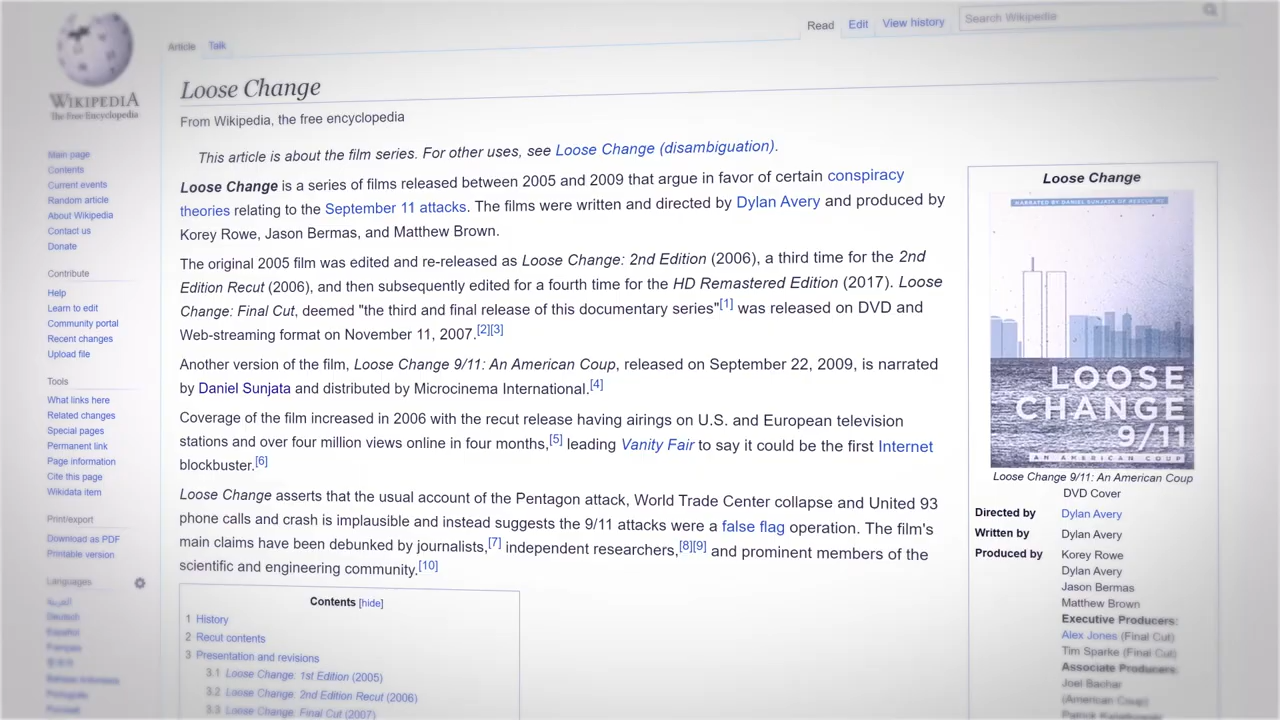 WIKIPEDIA
The Free Encyclopedia
Main page
Contents
Current events
Random article
About Wikipedia
Contact us
Donate
Contribute
Help
Learn to edit
Community portal
Recent changes
Upload file
Tools
What links here
Related changes
Special pages
Permanent link
Page information
Cite this page
Wikidata item
Print/export
Download as PDF
Printable version
Languages
العربية
Deutsch
Español
Français
Bahasa Indonesia
Português
Русский
Article Talk
Read Edit View history Search Wikipedia
Loose Change
From Wikipedia, the free encyclopedia
This article is about the film series. For other uses, see Loose Change (disambiguation).
Loose Change is a series of films released between 2005 and 2009 that argue in favor of certain conspiracy
theories relating to the September 11 attacks. The films were written and directed by Dylan Avery and produced by
Korey Rowe, Jason Bermas, and Matthew Brown.
The original 2005 film was edited and re-released as Loose Change: 2nd Edition (2006), a third time for the 2nd
Edition Recut (2006), and then subsequently edited for a fourth time for the HD Remastered Edition (2017). Loose
Change: Final Cut, deemed "the third and final release of this documentary series"[1] was released on DVD and
Web-streaming format on November 11, 2007.[2][3]
Another version of the film, Loose Change 9/11: An American Coup, released on September 22, 2009, is narrated
by Daniel Sunjata and distributed by Microcinema International.[4]
Coverage of the film increased in 2006 with the recut release having airings on U.S. and European television
stations and over four million views online in four months,[5] leading Vanity Fair to say it could be the first Internet
blockbuster.[6]
Loose Change asserts that the usual account of the Pentagon attack, World Trade Center collapse and United 93
phone calls and crash is implausible and instead suggests the 9/11 attacks were a false flag operation. The film's
main claims have been debunked by journalists,[7] independent researchers,[8][9] and prominent members of the
scientific and engineering community.[10]
Contents [hide]
1 History
2 Recut contents
3 Presentation and revisions
3.1 Loose Change: 1st Edition (2005)
3.2 Loose Change: 2nd Edition Recut (2006)
3.3 Loose Change: Final Cut (2007)
Loose Change
NARRATED BY DANIEL SUNJATA OF RESCUE ME
LOOSE
CHANGE
9/11
AN AMERICAN COUP
Loose Change 9/11: An American Coup
DVD Cover
Directed by Dylan Avery
Written by Dylan Avery
Produced by Korey Rowe
Dylan Avery
Jason Bermas
Matthew Brown
Executive Producers:
Alex Jones (Final Cut)
Tim Sparke (Final Cut)
Associate Producers:
Joel Bachar
(American Coup)